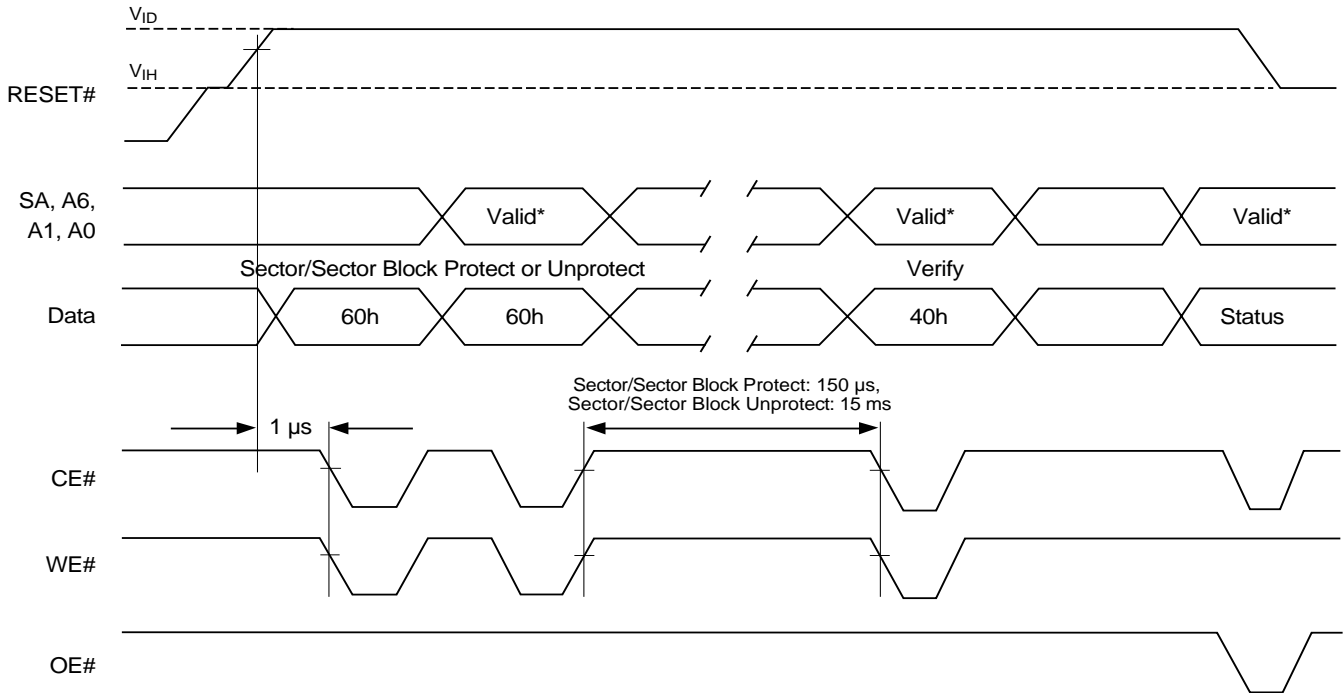 VID
VIH
RESET#
SA, A6,
A1, A0
Valid*
Valid*
Valid*
Sector/Sector Block Protect or Unprotect
Verify
Data
60h
60h
40h
Status
Sector/Sector Block Protect: 150 µs,
Sector/Sector Block Unprotect: 15 ms
1 µs
CE#
WE#
OE#